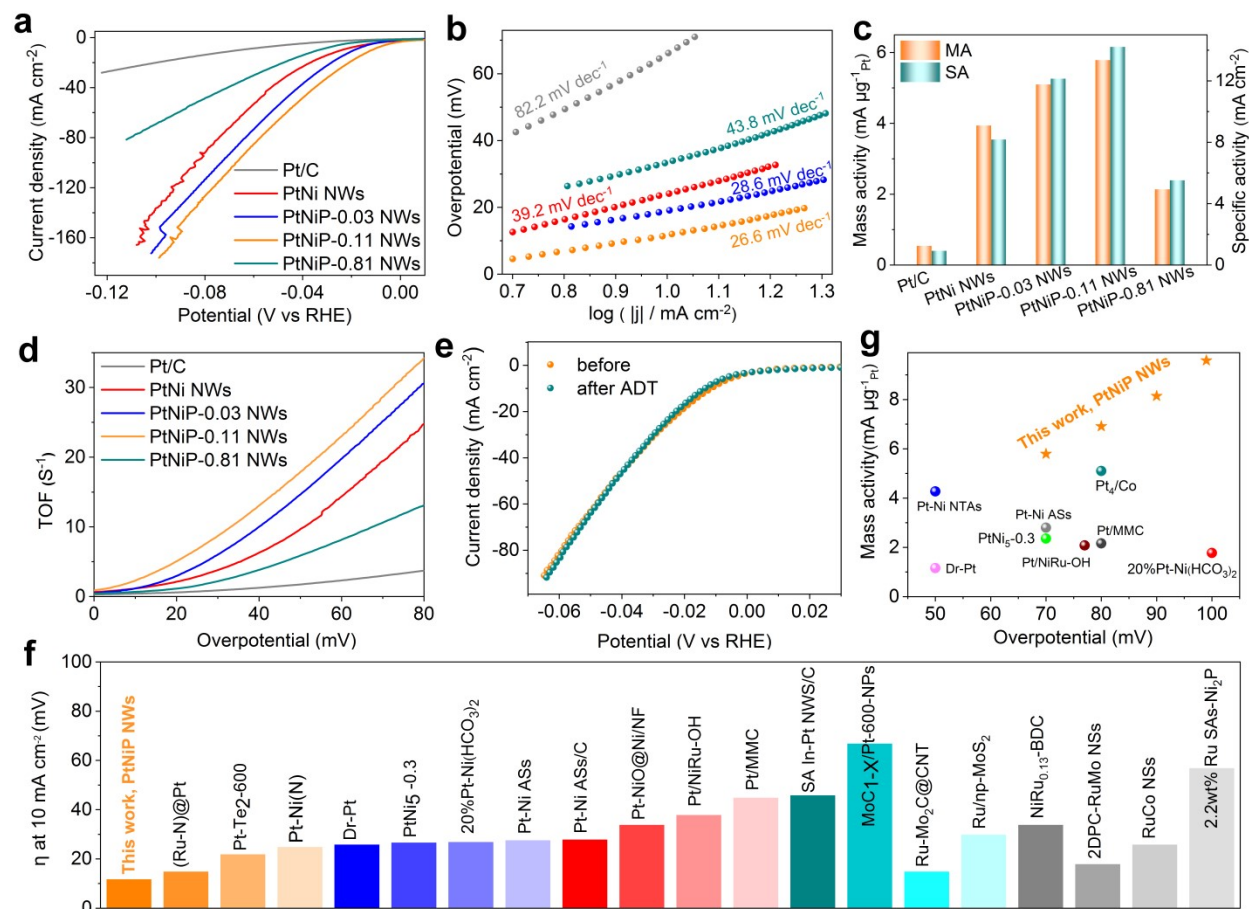 a
Current density (mA cm⁻²)
0
-40
-80
-120
-160
Pt/C
PtNi NWs
PtNiP-0.03 NWs
PtNiP-0.11 NWs
PtNiP-0.81 NWs
-0.12
-0.08
-0.04
0.00
Potential (V vs RHE)
b
Overpotential (mV)
60
40
20
0
82.2 mV dec⁻¹
43.8 mV dec⁻¹
39.2 mV dec⁻¹
28.6 mV dec⁻¹
26.6 mV dec⁻¹
0.7
0.8
0.9
1.0
1.1
1.2
1.3
log ( |j| / mA cm⁻²)
c
Mass activity (mA µg⁻¹Pt)
6
4
2
0
MA
SA
12
8
4
0
Specific activity (mA cm⁻²)
Pt/C
PtNi NWs
PtNiP-0.03 NWs
PtNiP-0.11 NWs
PtNiP-0.81 NWs
d
TOF (S⁻¹)
30
20
10
0
Pt/C
PtNi NWs
PtNiP-0.03 NWs
PtNiP-0.11 NWs
PtNiP-0.81 NWs
0
20
40
60
80
Overpotential (mV)
e
Current density (mA cm⁻²)
0
-20
-40
-60
-80
before
after ADT
-0.06
-0.04
-0.02
0.00
0.02
Potential (V vs RHE)
g
Mass activity(mA µg⁻¹Pt)
8
6
4
2
0
This work, PtNiP NWs
Pt₄/Co
Pt-Ni NTAs
Pt-Ni ASs
PtNi₅-0.3
Pt/MMC
Pt/NiRu-OH
Dr-Pt
20%Pt-Ni(HCO₃)₂
50
60
70
80
90
100
Overpotential (mV)
f
η at 10 mA cm⁻² (mV)
100
80
60
40
20
0
This work, PtNiP NWs
(Ru-N)@Pt
Pt-Te₂-600
Pt-Ni(N)
Dr-Pt
PtNi₅ -0.3
20%Pt-Ni(HCO₃)₂
Pt-Ni ASs
Pt-Ni ASs/C
Pt-NiO@Ni/NF
Pt/NiRu-OH
Pt/MMC
SA In-Pt NWS/C
MoC₁₋X/Pt-600-NPs
Ru-Mo₂C@CNT
Ru/np-MoS₂
NiRu₀.₁₃-BDC
2DPC-RuMo NSs
RuCo NSs
2.2wt% Ru SAs-Ni₂P